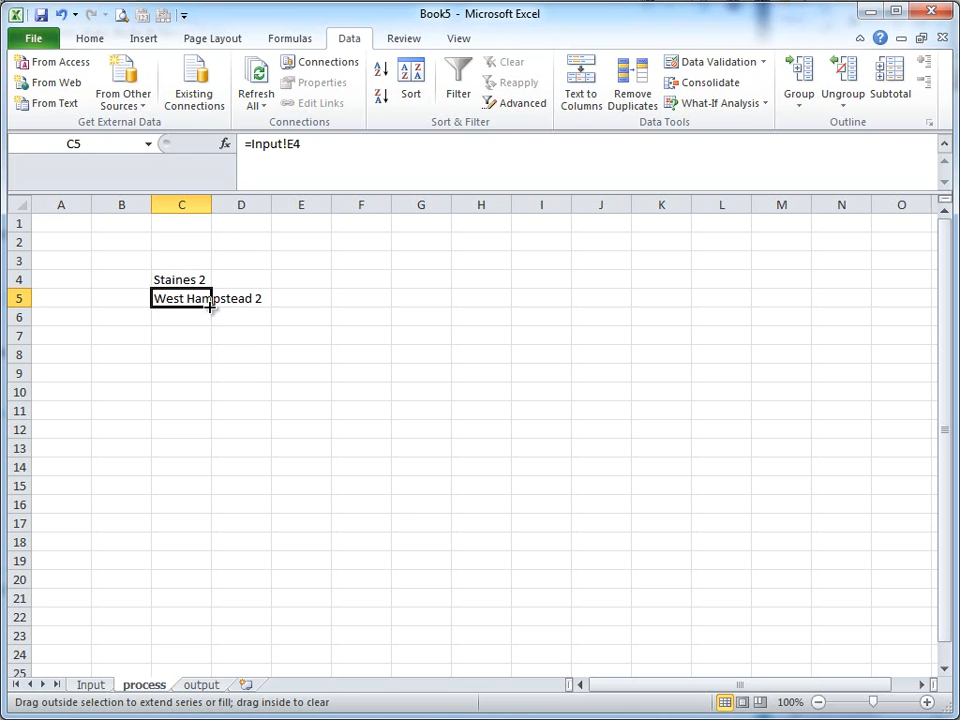 Book5 - Microsoft Excel
File Home Insert Page Layout Formulas Data Review View
From Access
From Web
From Text
From Other Sources
Existing Connections
Get External Data
Refresh All
Connections
Properties
Edit Links
Connections
Sort
Filter
Clear
Reapply
Advanced
Sort & Filter
Text to Columns
Remove Duplicates
Data Validation
Consolidate
What-If Analysis
Data Tools
Group
Ungroup
Subtotal
Outline
C5 fx =Input!E4
A B C D E F G H I J K L M N O
1
2
3
4 Staines 2
5 West Hampstead 2
6
7
8
9
10
11
12
13
14
15
16
17
18
19
20
21
22
23
24
25
Input process output
Drag outside selection to extend series or fill; drag inside to clear 100%